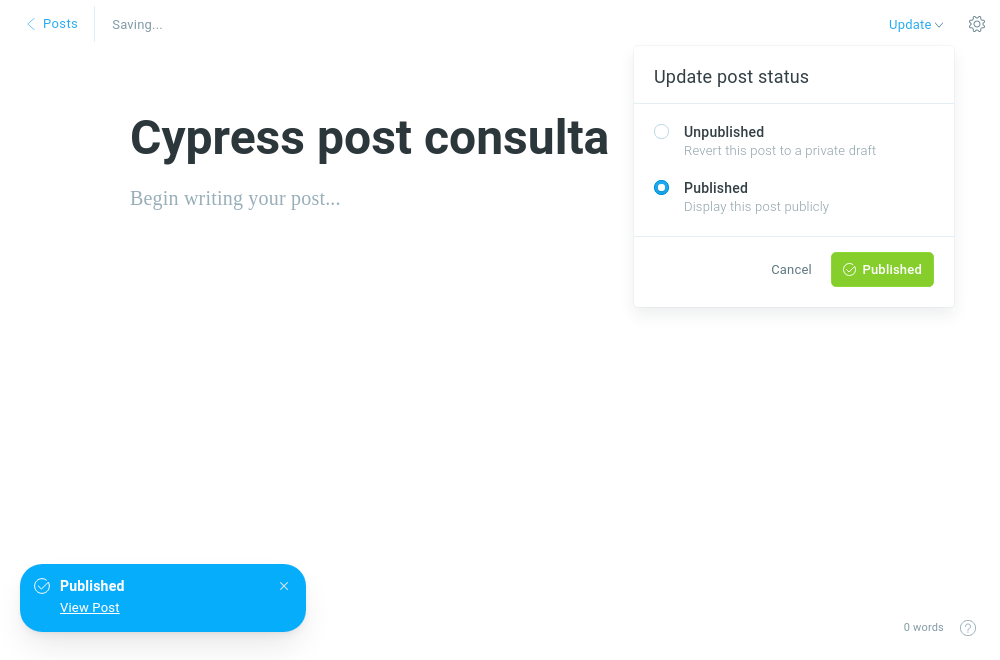 Posts
Saving...
Update
Update post status
Unpublished
Revert this post to a private draft
Published
Display this post publicly
Cancel
Published
Cypress post consulta
Begin writing your post...
Published
View Post
0 words
?